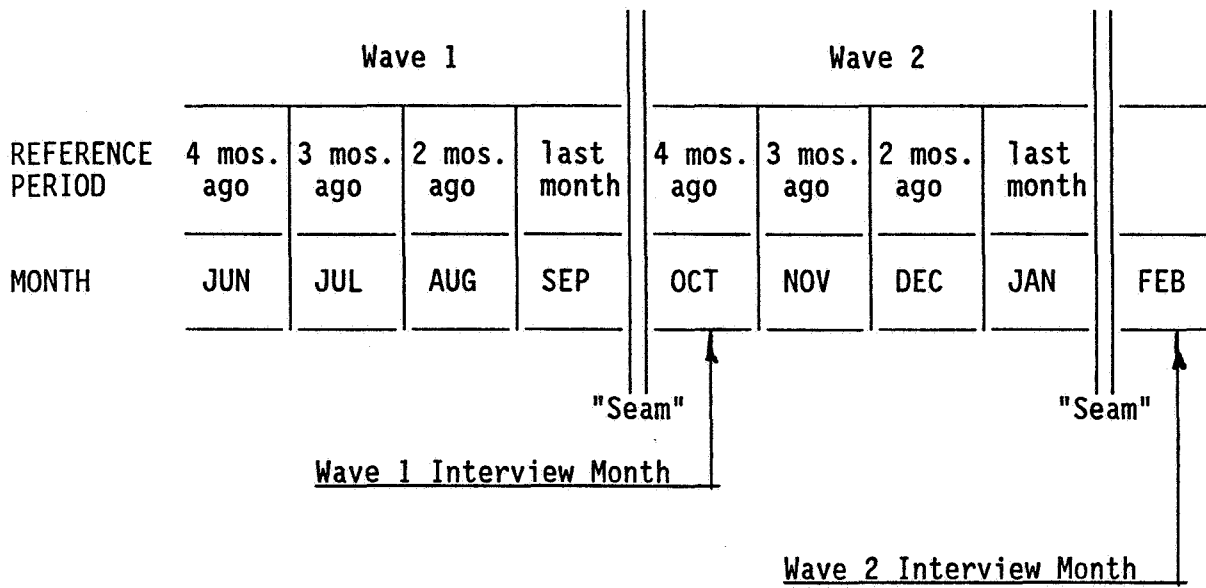 Wave 1 Wave 2
REFERENCE PERIOD 4 mos. ago 3 mos. ago 2 mos. ago last month 4 mos. ago 3 mos. ago 2 mos. ago last month
MONTH JUN JUL AUG SEP OCT NOV DEC JAN FEB
"Seam" "Seam"
Wave 1 Interview Month
Wave 2 Interview Month